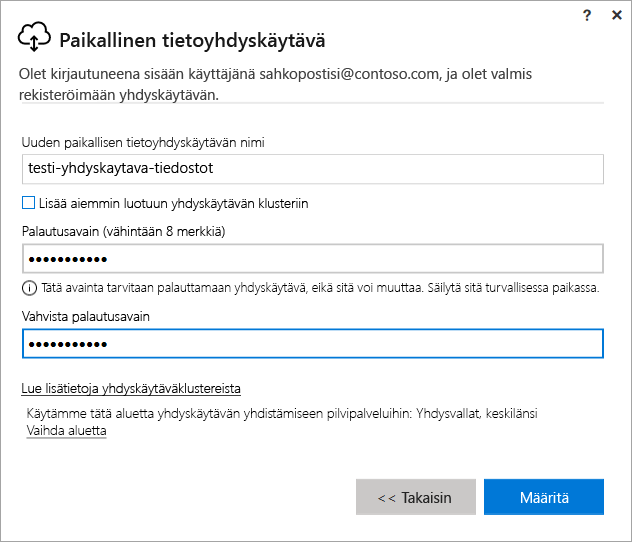 ? ×
Paikallinen tietoyhdyskäytävä
Olet kirjautuneena sisään käyttäjänä sahkopostisi@contoso.com, ja olet valmis
rekisteröimään yhdyskäytävän.
Uuden paikallisen tietoyhdyskäytävän nimi
testi-yhdyskaytava-tiedostot
Lisää aiemmin luotuun yhdyskäytävän klusteriin
Palautusavain (vähintään 8 merkkiä)
•••••••••••
Tätä avainta tarvitaan palauttamaan yhdyskäytävä, eikä sitä voi muuttaa. Säilytä sitä turvallisessa paikassa.
Vahvista palautusavain
•••••••••••
Lue lisätietoja yhdyskäytäväklustereista
Käytämme tätä aluetta yhdyskäytävän yhdistämiseen pilvipalveluihin: Yhdysvallat, keskilänsi
Vaihda aluetta
<< Takaisin
Määritä